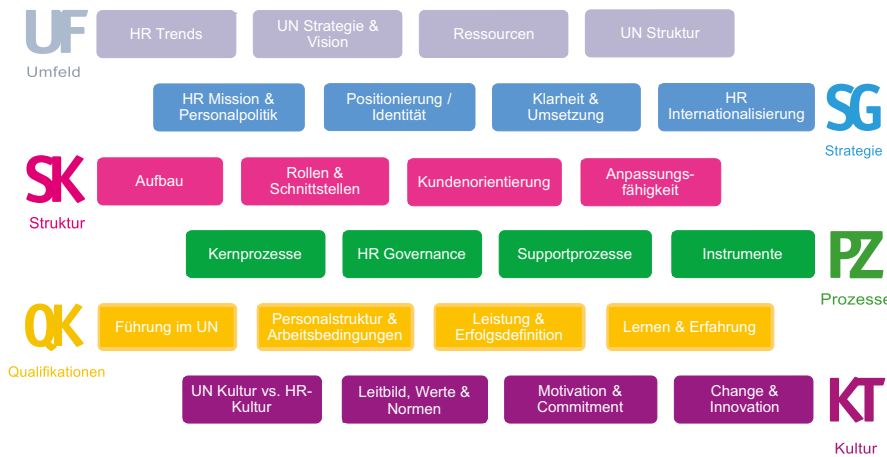 UF
Umfeld
HR Trends
UN Strategie &
Vision
Ressourcen
UN Struktur
HR Mission &
Personalpolitik
Positionierung /
Identität
Klarheit &
Umsetzung
HR
Internationalisierung
SG
Strategie
SK
Struktur
Aufbau
Rollen &
Schnittstellen
Kundenorientierung
Anpassungs-
fähigkeit
Kernprozesse
HR Governance
Supportprozesse
Instrumente
PZ
Prozesse
QK
Qualifikationen
Führung im UN
Personalstruktur &
Arbeitsbedingungen
Leistung &
Erfolgsdefinition
Lernen & Erfahrung
UN Kultur vs. HR-
Kultur
Leitbild, Werte &
Normen
Motivation &
Commitment
Change &
Innovation
KT
Kultur